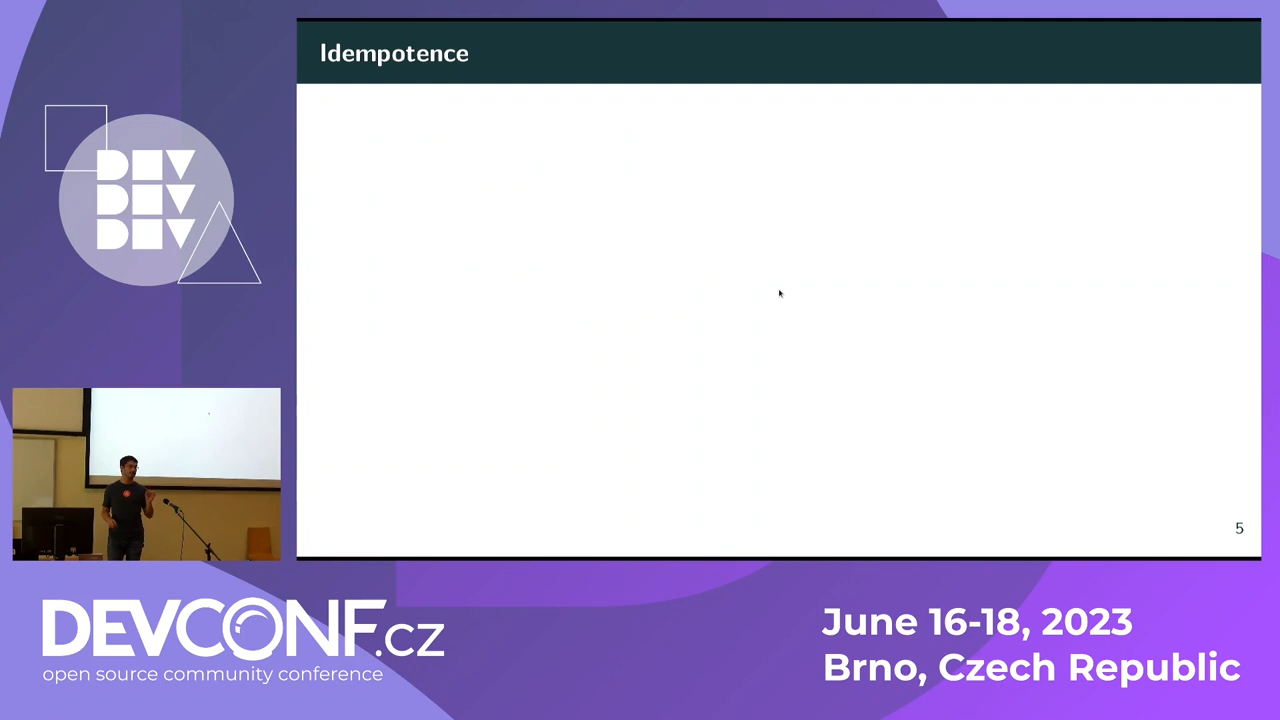 Idempotence
DEV
DEV
DEV
5
DEVCONF.cz
open source community conference
June 16-18, 2023
Brno, Czech Republic